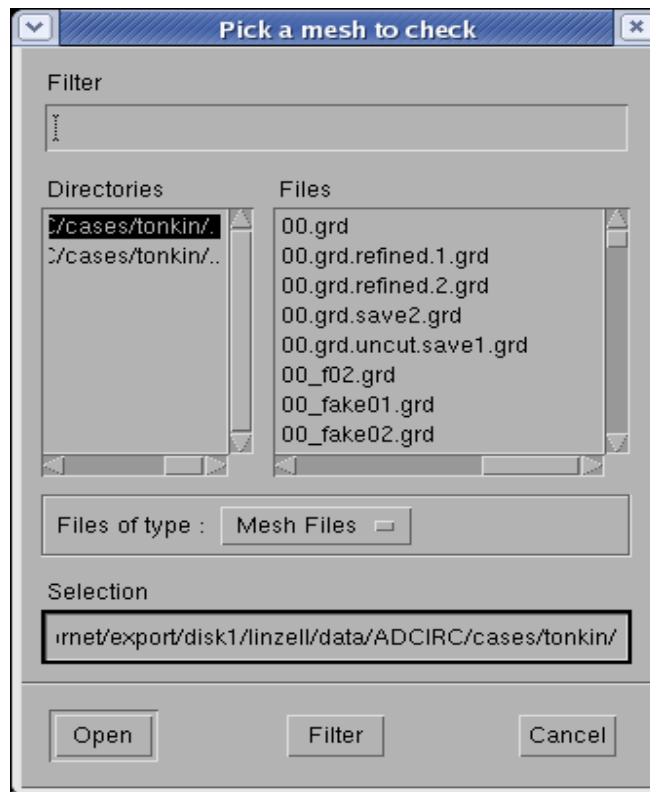 Pick a mesh to check
Filter
Directories
Files
C/cases/tonkin/.
C/cases/tonkin/..
00.grd
00.grd.refined.1.grd
00.grd.refined.2.grd
00.grd.save2.grd
00.grd.uncut.save1.grd
00_f02.grd
00_fake01.grd
00_fake02.grd
Files of type : Mesh Files
Selection
rnet/export/disk1/linzell/data/ADCIRC/cases/tonkin/
Open
Filter
Cancel